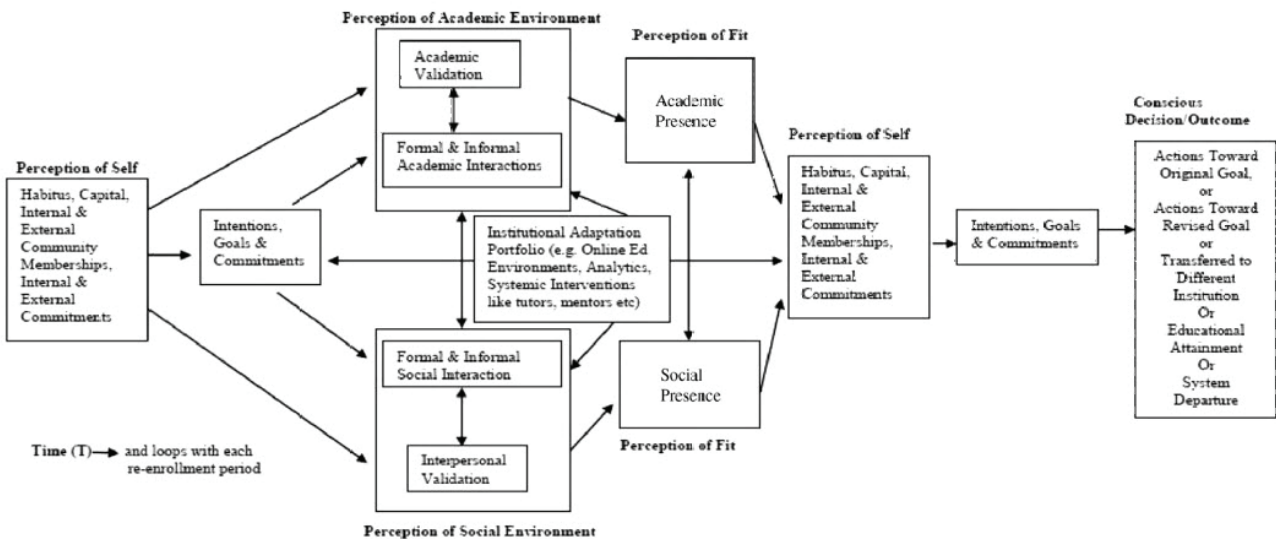 Perception of Academic Environment
Academic
Validation
Formal & Informal
Academic Interactions
Perception of Fit
Academic
Presence
Perception of Self
Habitus, Capital,
Internal &
External
Community
Memberships,
Internal &
External
Commitments
Intentions,
Goals &
Commitments
Institutional Adaptation
Portfolio (e.g. Online Ed
Environments, Analytics,
Systemic Interventions
like tutors, mentors etc)
Formal & Informal
Social Interaction
Interpersonal
Validation
Perception of Social Environment
Social
Presence
Perception of Fit
Perception of Self
Habitus, Capital,
Internal &
External
Community
Memberships,
Internal &
External
Commitments
Intentions, Goals
& Commitments
Conscious
Decision/Outcome
Actions Toward
Original Goal,
or
Actions Toward
Revised Goal
or
Transferred to
Different
Institution
Or
Educational
Attainment
Or
System
Departure
Time (T) and loops with each
re-enrollment period